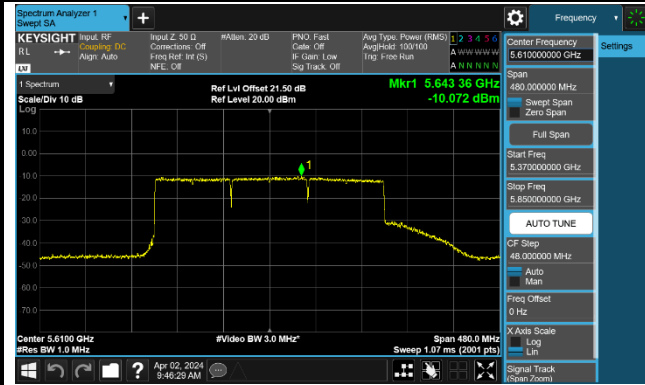 Spectrum Analyzer 1
Swept SA
+
Frequency
KEYSIGHT
RL
LXI
Input: RF
Coupling: DC
Align: Auto
Input Z: 50 Ω
Corrections: Off
Freq Ref: Int (S)
NFE: Off
#Atten: 20 dB
PNO: Fast
Gate: Off
IF Gain: Low
Sig Track: Off
Avg Type: Power (RMS)
Avg|Hold: 100/100
Trig: Free Run
1 2 3 4 5 6
A W W W W W
A N N N N N
1 Spectrum
Scale/Div 10 dB
Log
Ref Lvl Offset 21.50 dB
Ref Level 20.00 dBm
Mkr1 5.643 36 GHz
-10.072 dBm
10.0
0.00
-10.0
-20.0
-30.0
-40.0
-50.0
-60.0
-70.0
1
Center 5.6100 GHz
#Res BW 1.0 MHz
#Video BW 3.0 MHz*
Span 480.0 MHz
Sweep 1.07 ms (2001 pts)
Center Frequency
5.610000000 GHz
Settings
Span
480.000000 MHz
Swept Span
Zero Span
Full Span
Start Freq
5.370000000 GHz
Stop Freq
5.850000000 GHz
AUTO TUNE
CF Step
48.000000 MHz
Auto
Man
Freq Offset
0 Hz
X Axis Scale
Log
Lin
Signal Track
(Span Zoom)
?
Apr 02, 2024
9:46:29 AM